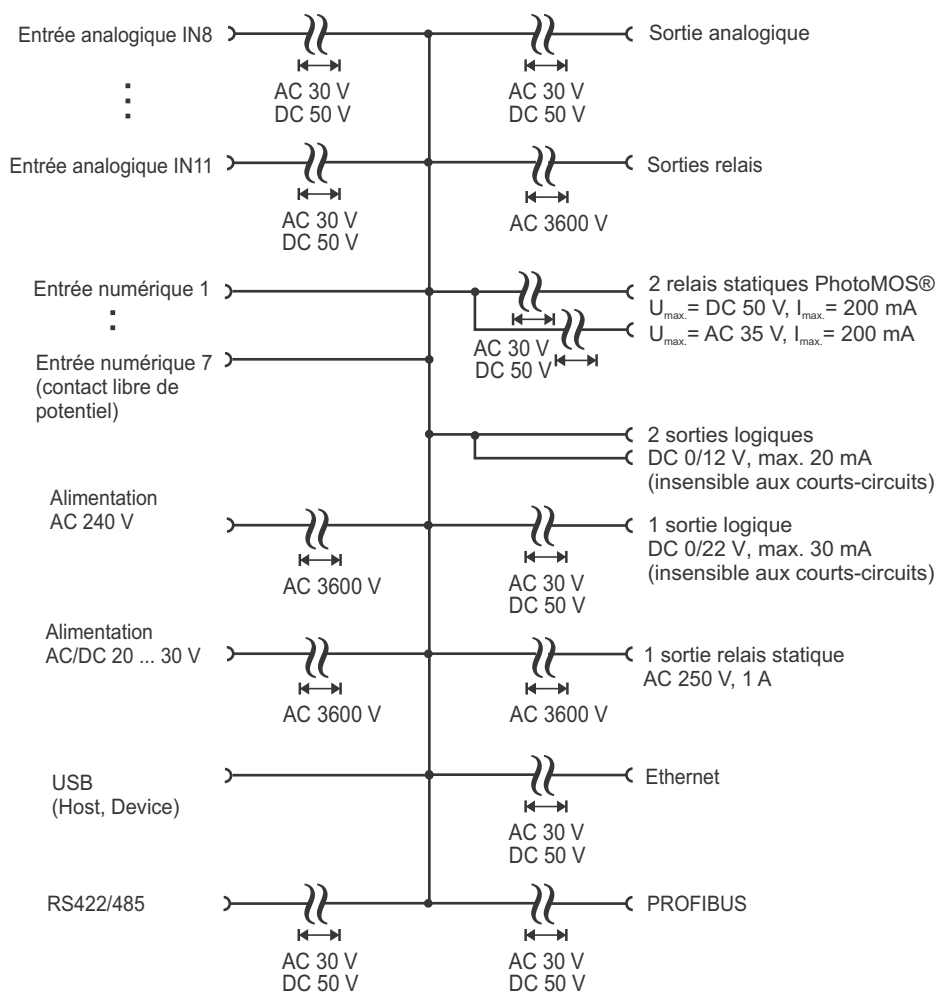 Entrée analogique IN8
AC 30 V
DC 50 V
AC 30 V
DC 50 V
Sortie analogique
Entrée analogique IN11
AC 30 V
DC 50 V
AC 3600 V
Sorties relais
Entrée numérique 1
AC 30 V
DC 50 V
2 relais statiques PhotoMOS®
Umax.= DC 50 V, Imax.= 200 mA
Umax.= AC 35 V, Imax.= 200 mA
Entrée numérique 7
(contact libre de
potentiel)
2 sorties logiques
DC 0/12 V, max. 20 mA
(insensible aux courts-circuits)
Alimentation
AC 240 V
AC 3600 V
AC 30 V
DC 50 V
1 sortie logique
DC 0/22 V, max. 30 mA
(insensible aux courts-circuits)
Alimentation
AC/DC 20 ... 30 V
AC 3600 V
AC 3600 V
1 sortie relais statique
AC 250 V, 1 A
USB
(Host, Device)
AC 30 V
DC 50 V
Ethernet
RS422/485
AC 30 V
DC 50 V
AC 30 V
DC 50 V
PROFIBUS